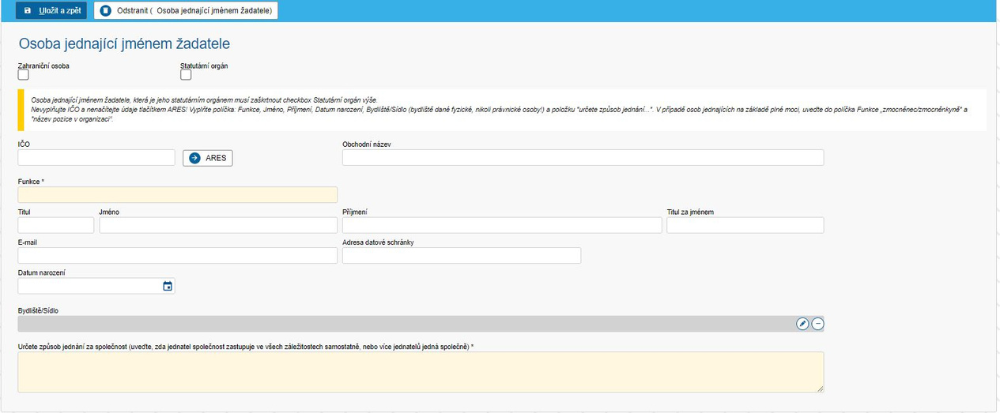 Uložit a zpět
Odstranit ( Osoba jednající jménem žadatele)
Osoba jednající jménem žadatele
Zahraniční osoba
Statutární orgán
Osoba jednající jménem žadatele, která je jeho statutárním orgánem musí zaškrtnout checkbox Statutární orgán výše.
Nevyplňujte IČO a nenačítejte údaje tlačítkem ARES! Vyplňte políčka: Funkce, Jméno, Příjmení, Datum narození, Bydliště/Sídlo (bydliště dané fyzické, nikoli právnické osoby!) a položku "určete způsob jednání...". V případě osob jednajících na základě plné moci, uveďte do políčka Funkce „zmocněnec/zmocněnkyně" a
"název pozice v organizaci".
IČO
ARES
Obchodní název
Funkce *
Titul
Jméno
Příjmení
Titul za jménem
E-mail
Adresa datové schránky
Datum narození
Bydliště/Sídlo
Určete způsob jednání za společnost (uveďte, zda jednatel společnost zastupuje ve všech záležitostech samostatně, nebo více jednatelů jedná společně) *